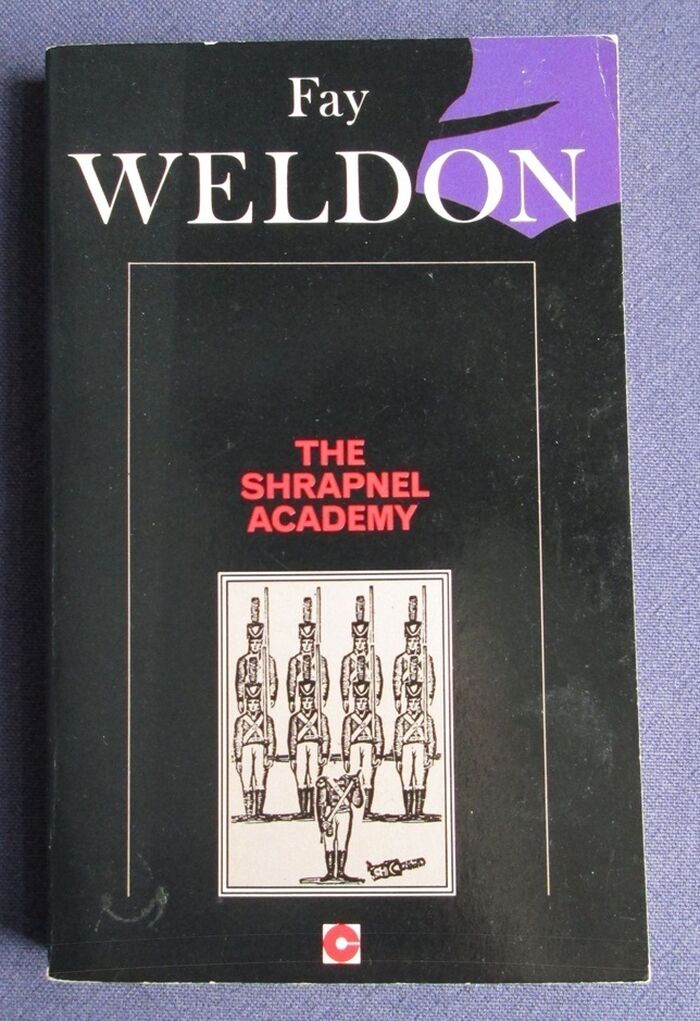 Fay
WELDON
THE
SHRAPNEL
ACADEMY